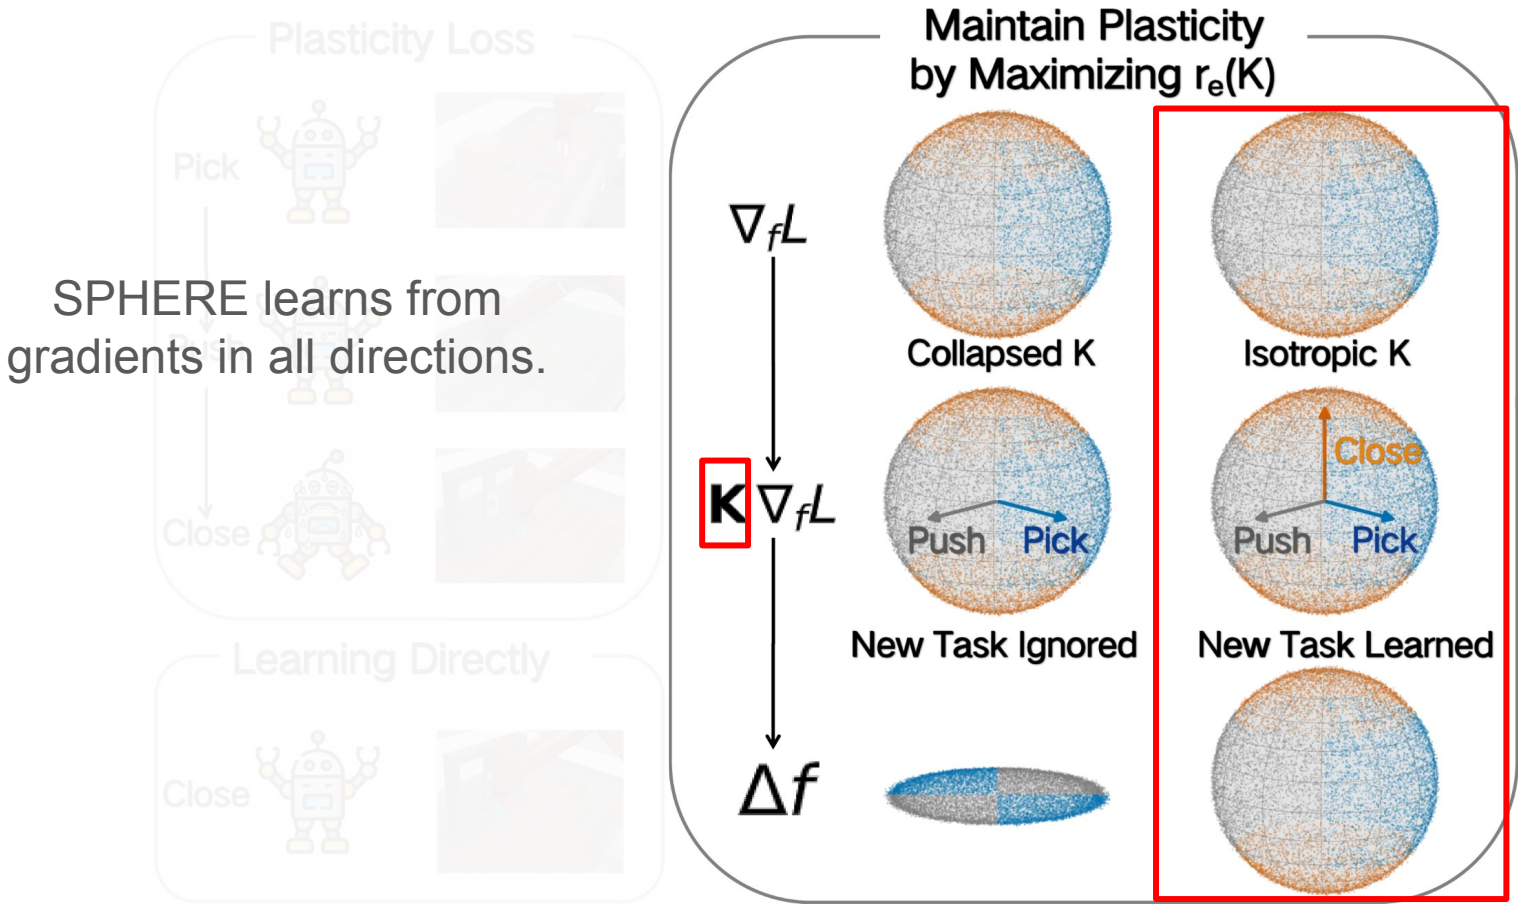 Plasticity Loss
Pick
Push
Close
Learning Directly
Close
SPHERE learns from
gradients in all directions.
Maintain Plasticity
by Maximizing rₑ(K)
∇fL
K∇fL
Δf
Collapsed K
Isotropic K
Push
Pick
Close
Push
Pick
New Task Ignored
New Task Learned